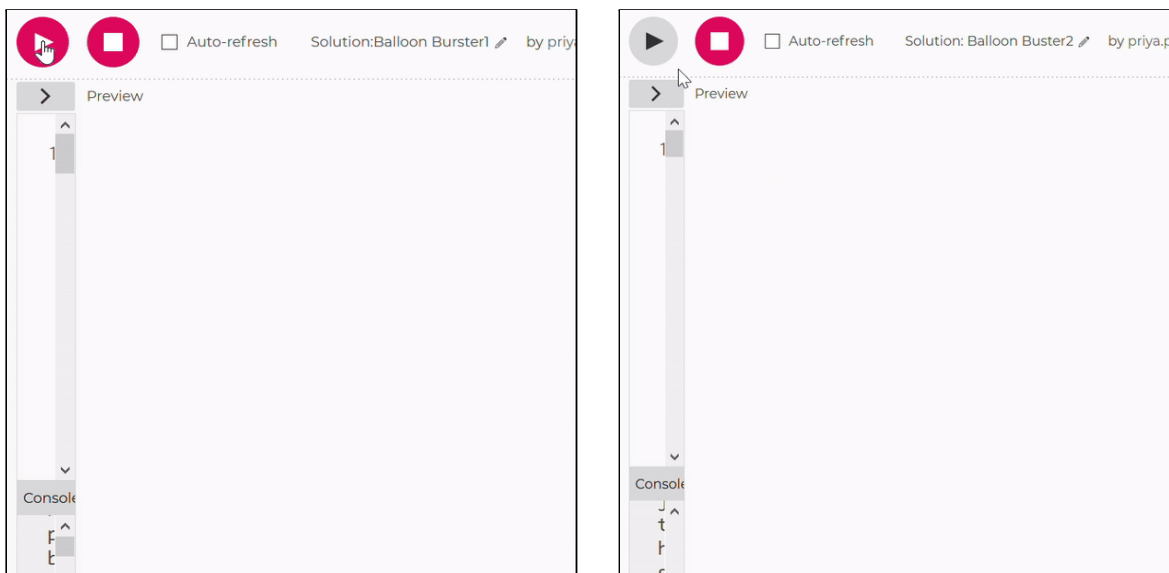 Auto-refresh
Solution:Balloon Burster1
by priya
Preview
1
Console
p
b
Auto-refresh
Solution: Balloon Buster2
by priya.p
Preview
1
Console
t
h